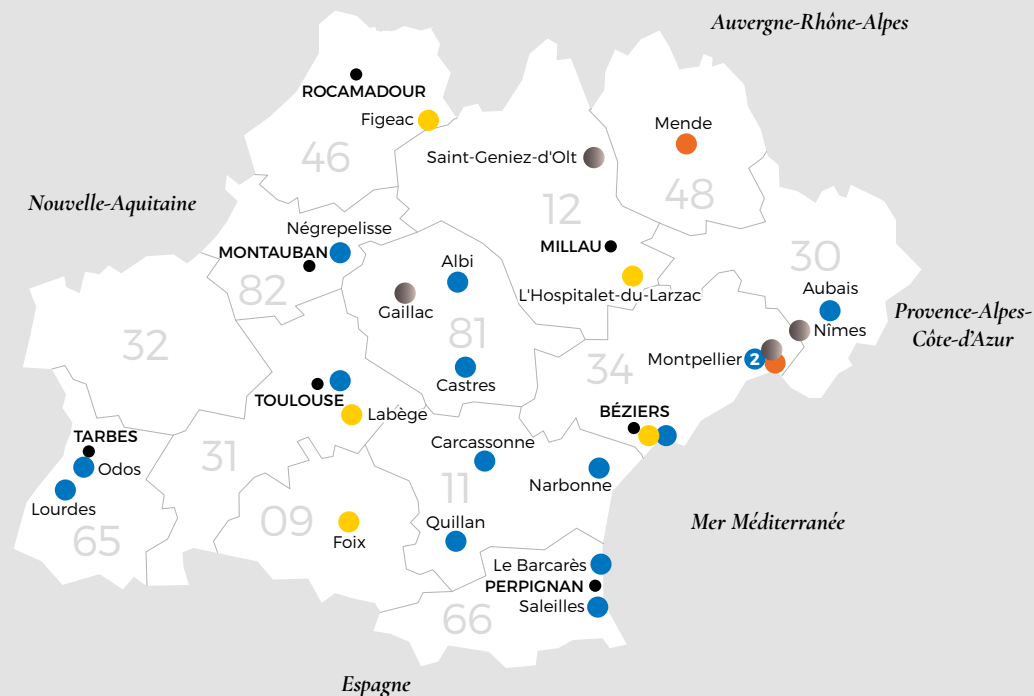 Auvergne-Rhône-Alpes
ROCAMADOUR
Figeac
Mende
Saint-Geniez-d'Olt
46
48
Nouvelle-Aquitaine
12
Négrepelisse
MONTAUBAN
MILLAU
30
Albi
82
L'Hospitalet-du-Larzac
Aubais
Gaillac
Provence-Alpes-
Côte-d'Azur
32
81
Nîmes
34
Montpellier
2
Castres
TOULOUSE
Labège
BÉZIERS
TARBES
Carcassonne
31
Odos
Narbonne
11
Lourdes
09
Quillan
Mer Méditerranée
65
Foix
Le Barcarès
PERPIGNAN
Saleilles
66
Espagne